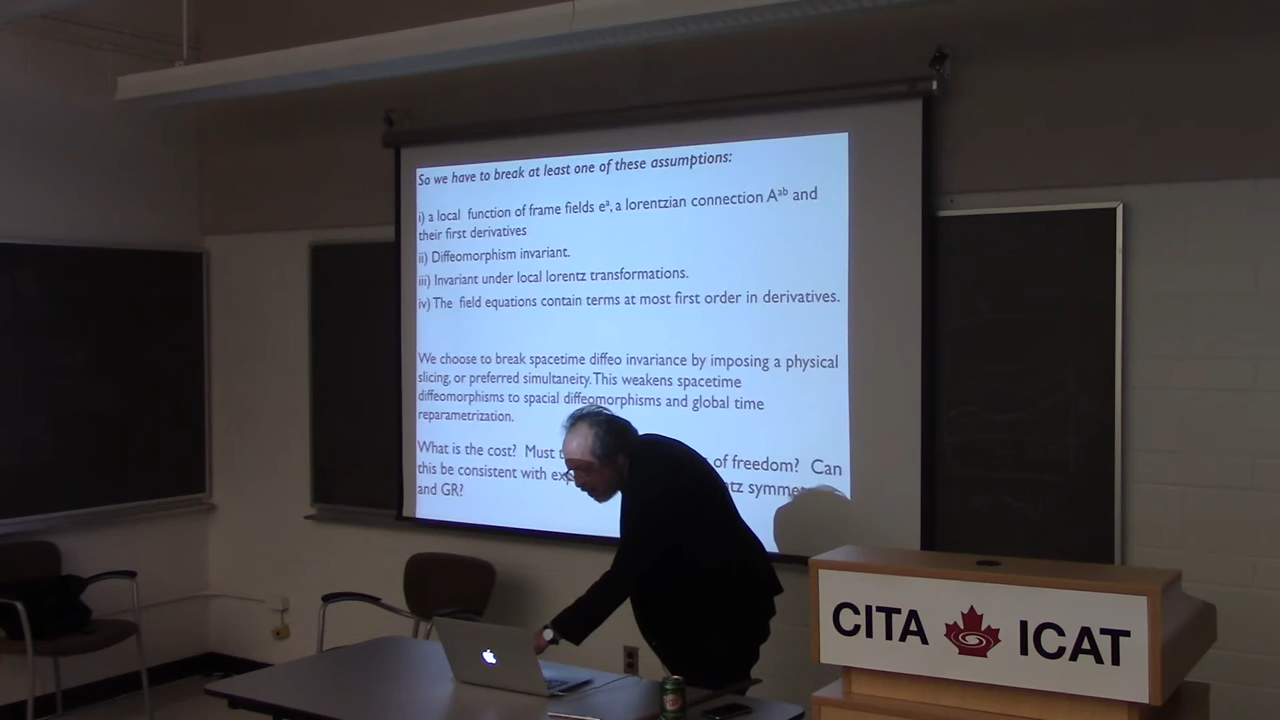 So we have to break at least one of these assumptions:
i) a local function of frame fields eᵃ, a lorentzian connection Aᵃᵇ and
their first derivatives
ii) Diffeomorphism invariant.
iii) Invariant under local lorentz transformations.
iv) The field equations contain terms at most first order in derivatives.
We choose to break spacetime diffeo invariance by imposing a physical
slicing, or preferred simultaneity. This weakens spacetime
diffeomorphisms to spacial diffeomorphisms and global time
reparametrization.
What is the cost? Must of freedom? Can
this be consistent with
and GR?
CITA ICAT